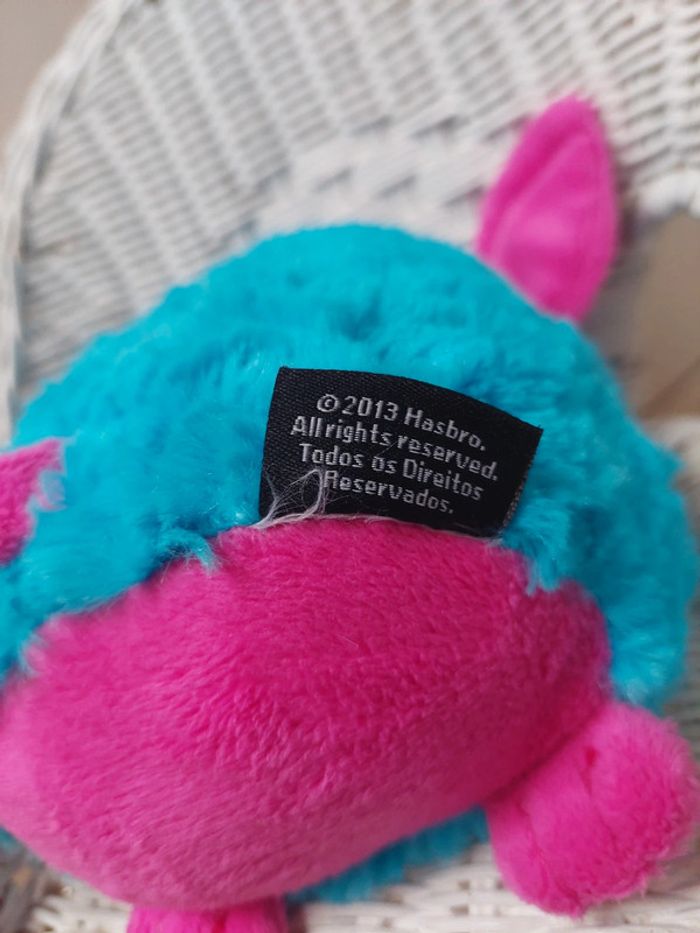 ©2013 Hasbro.
All rights reserved.
Todos os Direitos
Reservados.